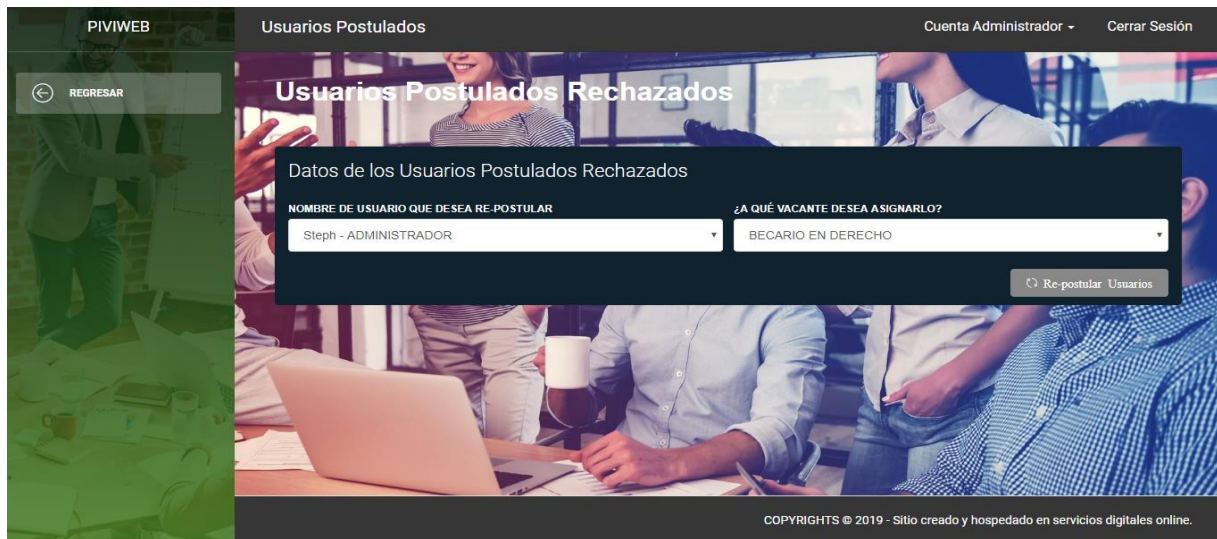 PIVIWEB
Usuarios Postulados
Cuenta Administrador
Cerrar Sesión
REGRESAR
Usuarios Postulados Rechazados
Datos de los Usuarios Postulados Rechazados
NOMBRE DE USUARIO QUE DESEA RE-POSTULAR
¿A QUÉ VACANTE DESEA ASIGNARLO?
Steph - ADMINISTRADOR
BECARIO EN DERECHO
Re-postular Usuarios
COPYRIGHTS © 2019 - Sitio creado y hospedado en servicios digitales online.